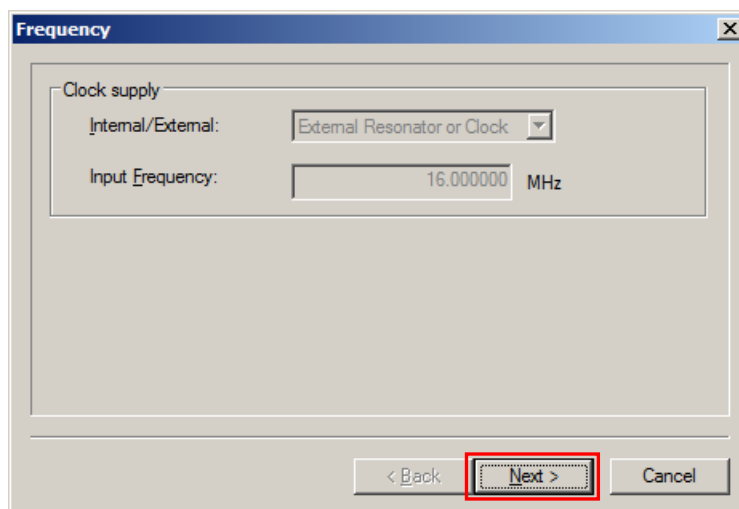 Frequency
Clock supply
Internal/External: External Resonator or Clock
Input Frequency: 16.000000 MHz
< Back Next > Cancel